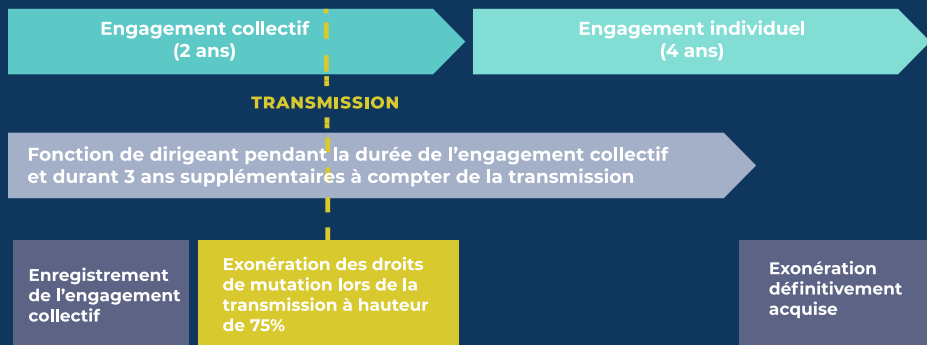 Engagement collectif
(2 ans)
Engagement individuel
(4 ans)
TRANSMISSION
Fonction de dirigeant pendant la durée de l’engagement collectif
et durant 3 ans supplémentaires à compter de la transmission
Enregistrement
de l’engagement
collectif
Exonération des droits
de mutation lors de la
transmission à hauteur
de 75%
Exonération
définitivement
acquise